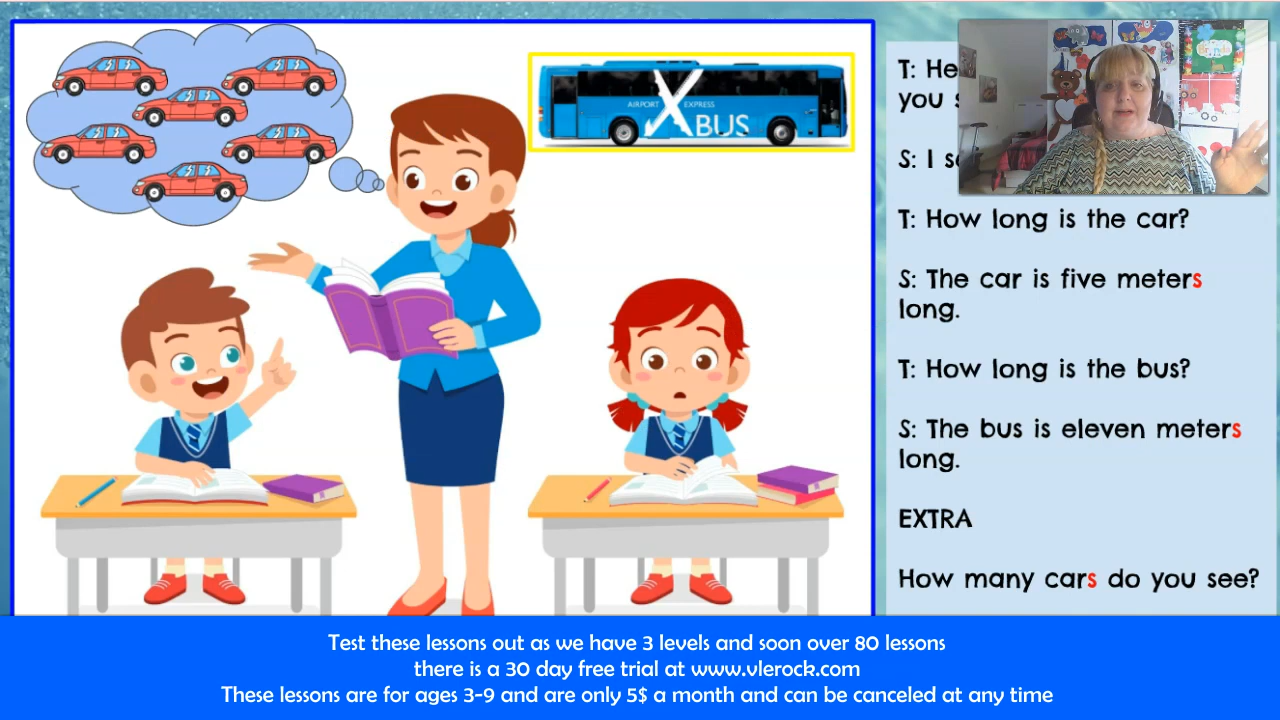 AIRPORT EXPRESS
X BUS
T: He
you s
S: I s
T: How long is the car?
S: The car is five meters
long.
T: How long is the bus?
S: The bus is eleven meters
long.
EXTRA
How many cars do you see?
Test these lessons out as we have 3 levels and soon over 80 lessons
there is a 30 day free trial at www.vlerock.com
These lessons are for ages 3-9 and are only 5$ a month and can be canceled at any time